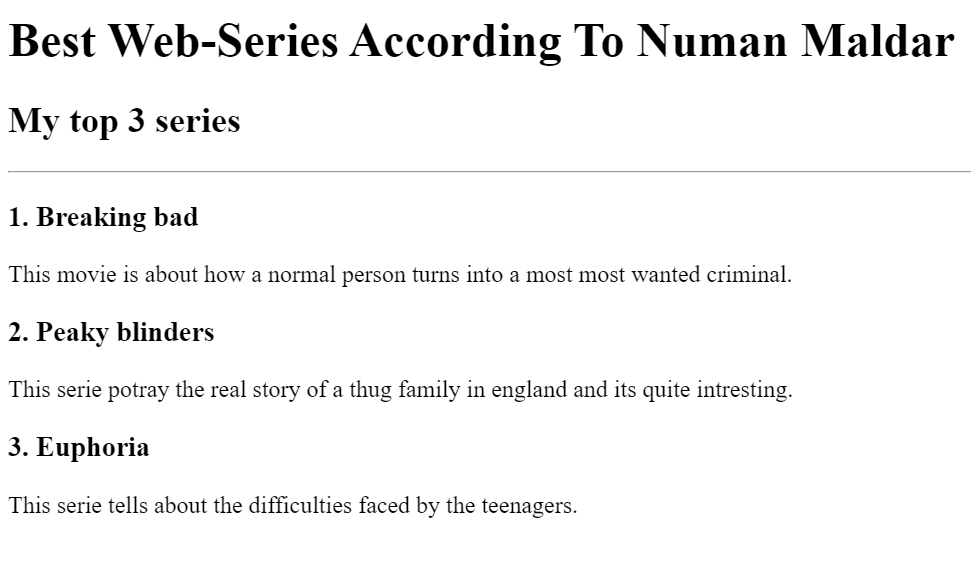 Best Web-Series According To Numan Maldar
My top 3 series
1. Breaking bad
This movie is about how a normal person turns into a most most wanted criminal.
2. Peaky blinders
This serie potray the real story of a thug family in england and its quite intresting.
3. Euphoria
This serie tells about the difficulties faced by the teenagers.